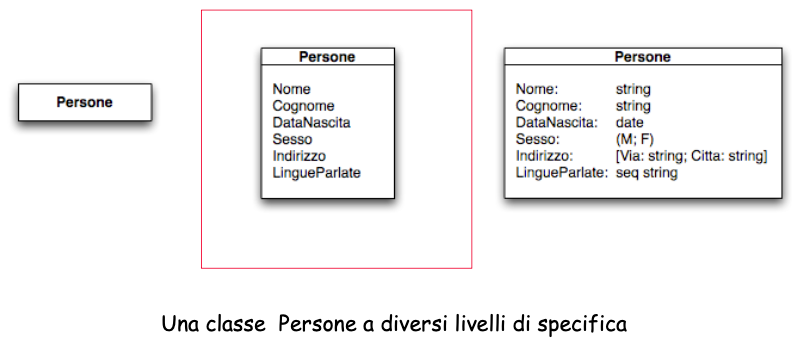 Persone
Persone
Nome
Cognome
DataNascita
Sesso
Indirizzo
LingueParlate
Persone
Nome: string
Cognome: string
DataNascita: date
Sesso: (M; F)
Indirizzo: [Via: string; Citta: string]
LingueParlate: seq string
Una classe Persone a diversi livelli di specifica